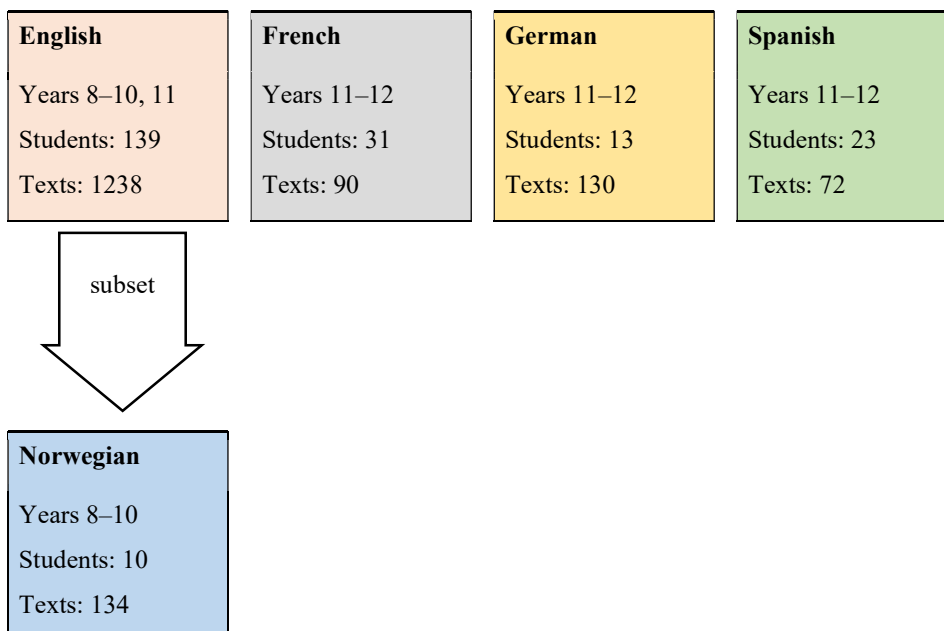 English
Years 8–10, 11
Students: 139
Texts: 1238
French
Years 11–12
Students: 31
Texts: 90
German
Years 11–12
Students: 13
Texts: 130
Spanish
Years 11–12
Students: 23
Texts: 72
subset
Norwegian
Years 8–10
Students: 10
Texts: 134